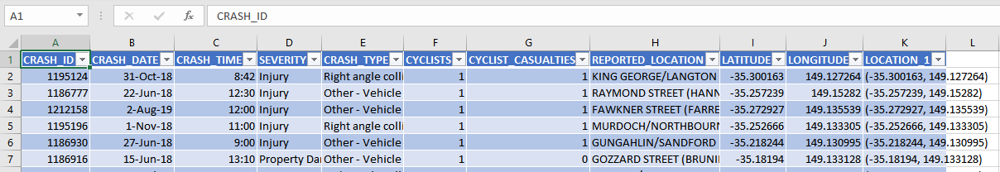 A1 fx CRASH_ID
A B C D E F G H I J K L
1 CRASH_ID CRASH_DATE CRASH_TIME SEVERITY CRASH_TYPE CYCLISTS CYCLIST_CASUALTIES REPORTED_LOCATION LATITUDE LONGITUDE LOCATION_1
2 1195124 31-Oct-18 8:42 Injury Right angle colli 1 1 KING GEORGE/LANGTON -35.300163 149.127264 (-35.300163, 149.127264)
3 1186777 22-Jun-18 12:30 Injury Other - Vehicle 1 1 RAYMOND STREET (HANN -35.257239 149.15282 (-35.257239, 149.15282)
4 1212158 2-Aug-19 12:00 Injury Other - Vehicle 1 1 FAWKNER STREET (FARRE -35.272927 149.135539 (-35.272927, 149.135539)
5 1195196 1-Nov-18 11:00 Injury Right angle colli 1 1 MURDOCH/NORTHBOURN -35.252666 149.133305 (-35.252666, 149.133305)
6 1186930 27-Jun-18 9:00 Injury Other - Vehicle 1 1 GUNGAHLIN/SANDFORD -35.218244 149.130995 (-35.218244, 149.130995)
7 1186916 15-Jun-18 13:10 Property Dar Other - Vehicle 1 0 GOZZARD STREET (BRUNI -35.18194 149.133128 (-35.18194, 149.133128)